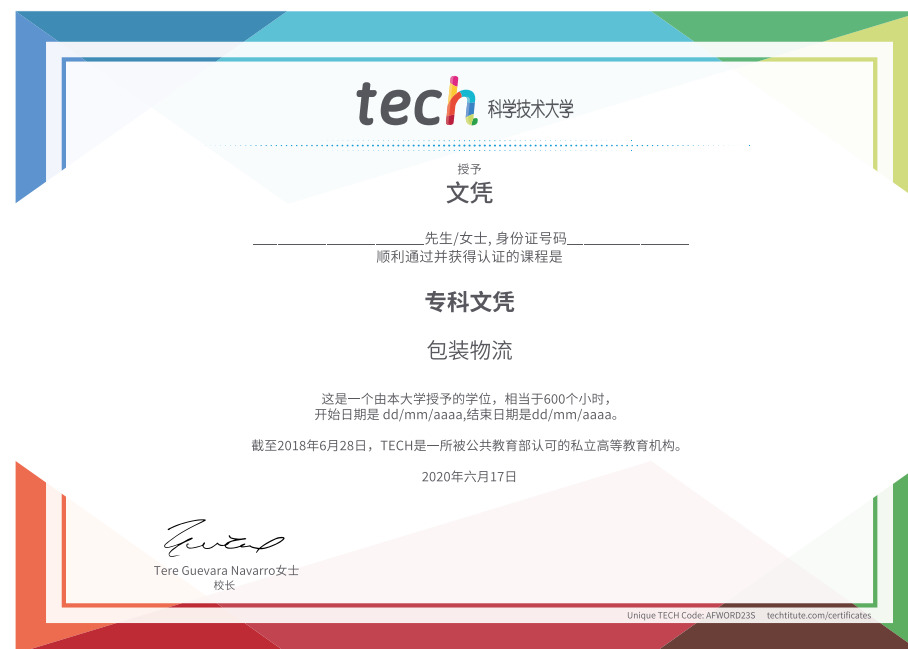 tech 科学技术大学
授予
文凭
____________________先生/女士, 身份证号码______________
顺利通过并获得认证的课程是
专科文凭
包装物流
这是一个由本大学授予的学位，相当于600个小时，
开始日期是 dd/mm/aaaa,结束日期是dd/mm/aaaa。
截至2018年6月28日，TECH是一所被公共教育部认可的私立高等教育机构。
2020年六月17日
Tere Guevara Navarro女士
校长
Unique TECH Code: AFWORD23S techtitute.com/certificates